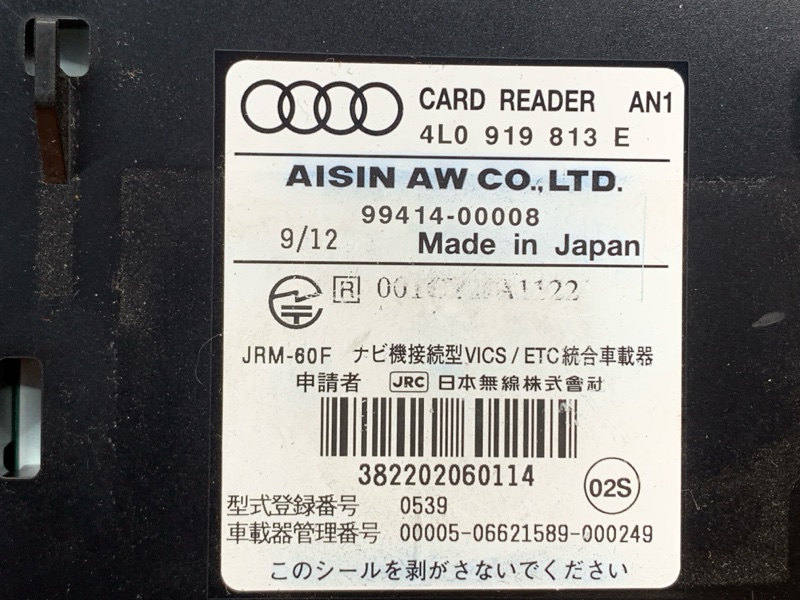 CARD READER AN1
4L0 919 813 E
AISIN AW CO.,LTD.
99414-00008
9/12 Made in Japan
R
JRM-60F ナビ機接続型VICS/ETC統合車載器
申請者 JRC 日本無線株式會社
382202060114
02S
型式登録番号 0539
車載器管理番号 00005-06621589-000249
このシールを剥がさないでください